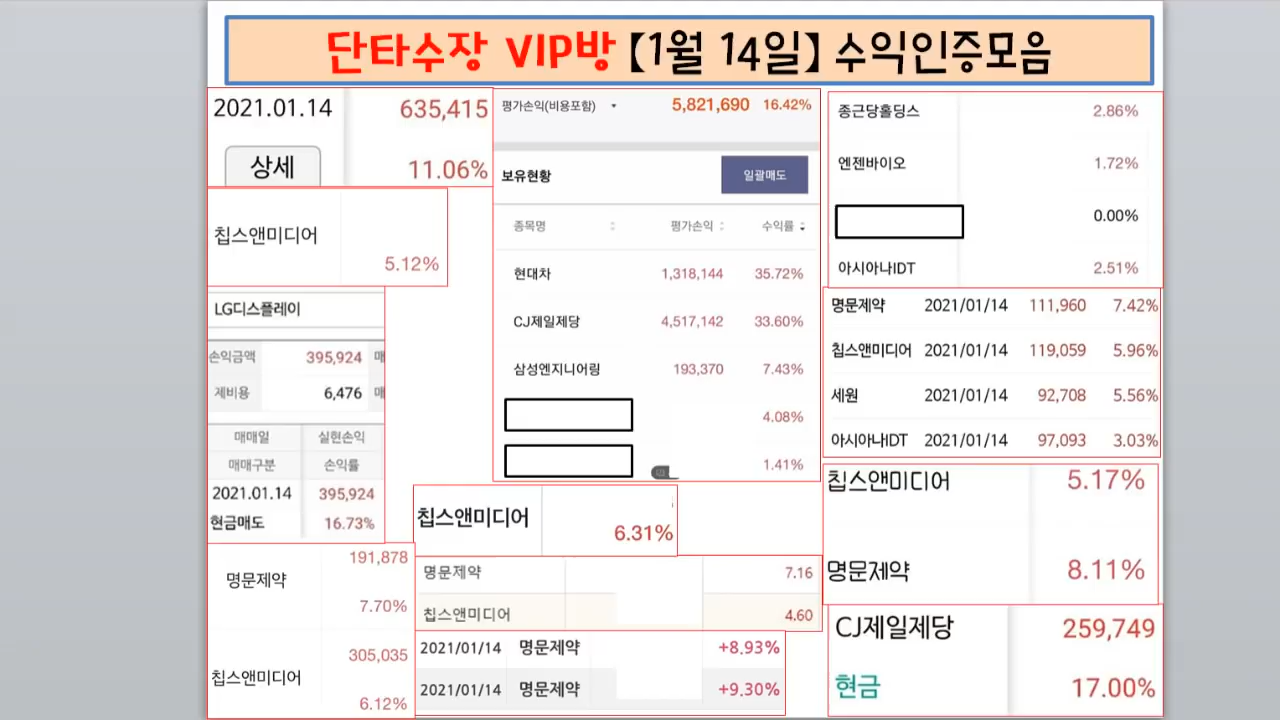 단타수장 VIP방【1월 14일】수익인증모음
2021.01.14 635,415
상세 11.06%
칩스앤미디어
5.12%
LG디스플레이
손익금액 395,924 매
제비용 6,476 매
매매일 실현손익
매매구분 손익률
2021.01.14 395,924
현금매도 16.73%
191,878
명문제약
7.70%
305,035
칩스앤미디어
6.12%
평가손익(비용포함) 5,821,690 16.42%
보유현황 일괄매도
종목명 평가손익 수익률
현대차 1,318,144 35.72%
CJ제일제당 4,517,142 33.60%
삼성엔지니어링 193,370 7.43%
4.08%
1.41%
칩스앤미디어
6.31%
명문제약 7.16
칩스앤미디어 4.60
2021/01/14 명문제약 +8.93%
2021/01/14 명문제약 +9.30%
종근당홀딩스 2.86%
엔젠바이오 1.72%
0.00%
아시아나IDT 2.51%
명문제약 2021/01/14 111,960 7.42%
칩스앤미디어 2021/01/14 119,059 5.96%
세원 2021/01/14 92,708 5.56%
아시아나IDT 2021/01/14 97,093 3.03%
칩스앤미디어 5.17%
명문제약 8.11%
CJ제일제당 259,749
현금 17.00%